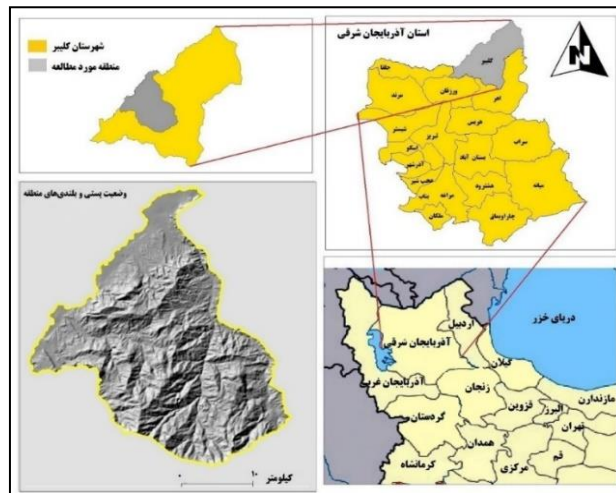 شهرستان کلیبر
منطقه مورد مطالعه
استان آذربایجان شرقی
N
کلیبر
جلفا
مرند
ورزقان
اهر
شبستر
تبریز
هریس
سراب
اسکو
بستان آباد
آذرشهر
عجب شیر
هشترود
میانه
بناب
مراغه
ملکان
چاراویماق
وضعیت پستی و بلندی‌های منطقه
۰ ۱۰
کیلومتر
دریای خزر
اردبیل
آذربایجان شرقی
گیلان
آذربایجان غربی
زنجان
مازندارن
قزوین
البرز
کردستان
تهران
همدان
قم
مرکزی
کرمانشاه